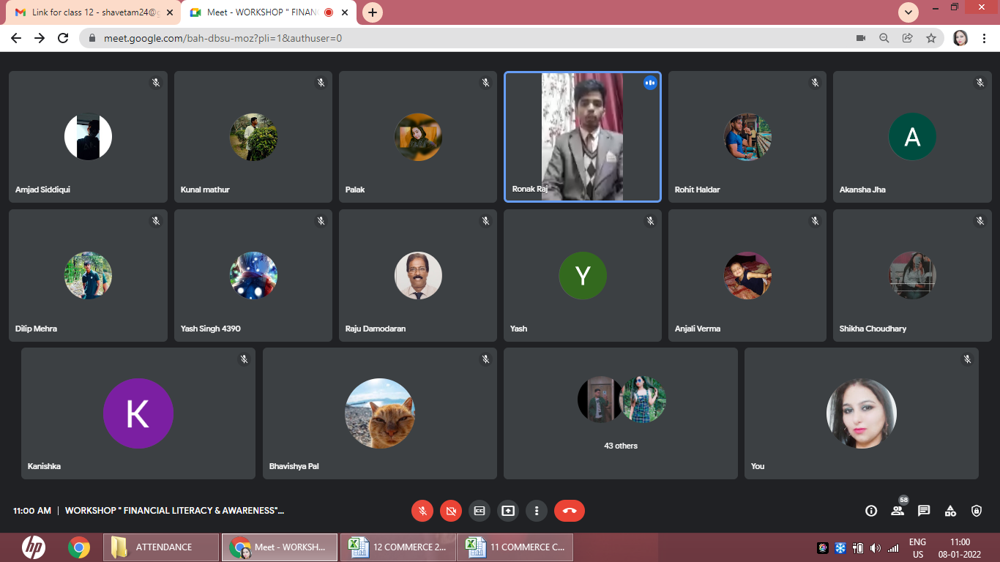 Link for class 12 - shavetam24@g
Meet - WORKSHOP " FINAN
meet.google.com/bah-dbsu-moz?pli=1&authuser=0
Amjad Siddiqui
Kunal mathur
Palak
Ronak Raj
Rohit Haldar
A
Akansha Jha
Dilip Mehra
Yash Singh 4390
Raju Damodaran
Y
Yash
Anjali Verma
Shikha Choudhary
K
Kanishka
Bhavishya Pal
43 others
You
11:00 AM | WORKSHOP " FINANCIAL LITERACY & AWARENESS"...
58
hp
ATTENDANCE
Meet - WORKSH...
12 COMMERCE 2...
11 COMMERCE C...
ENG
US
11:00
08-01-2022